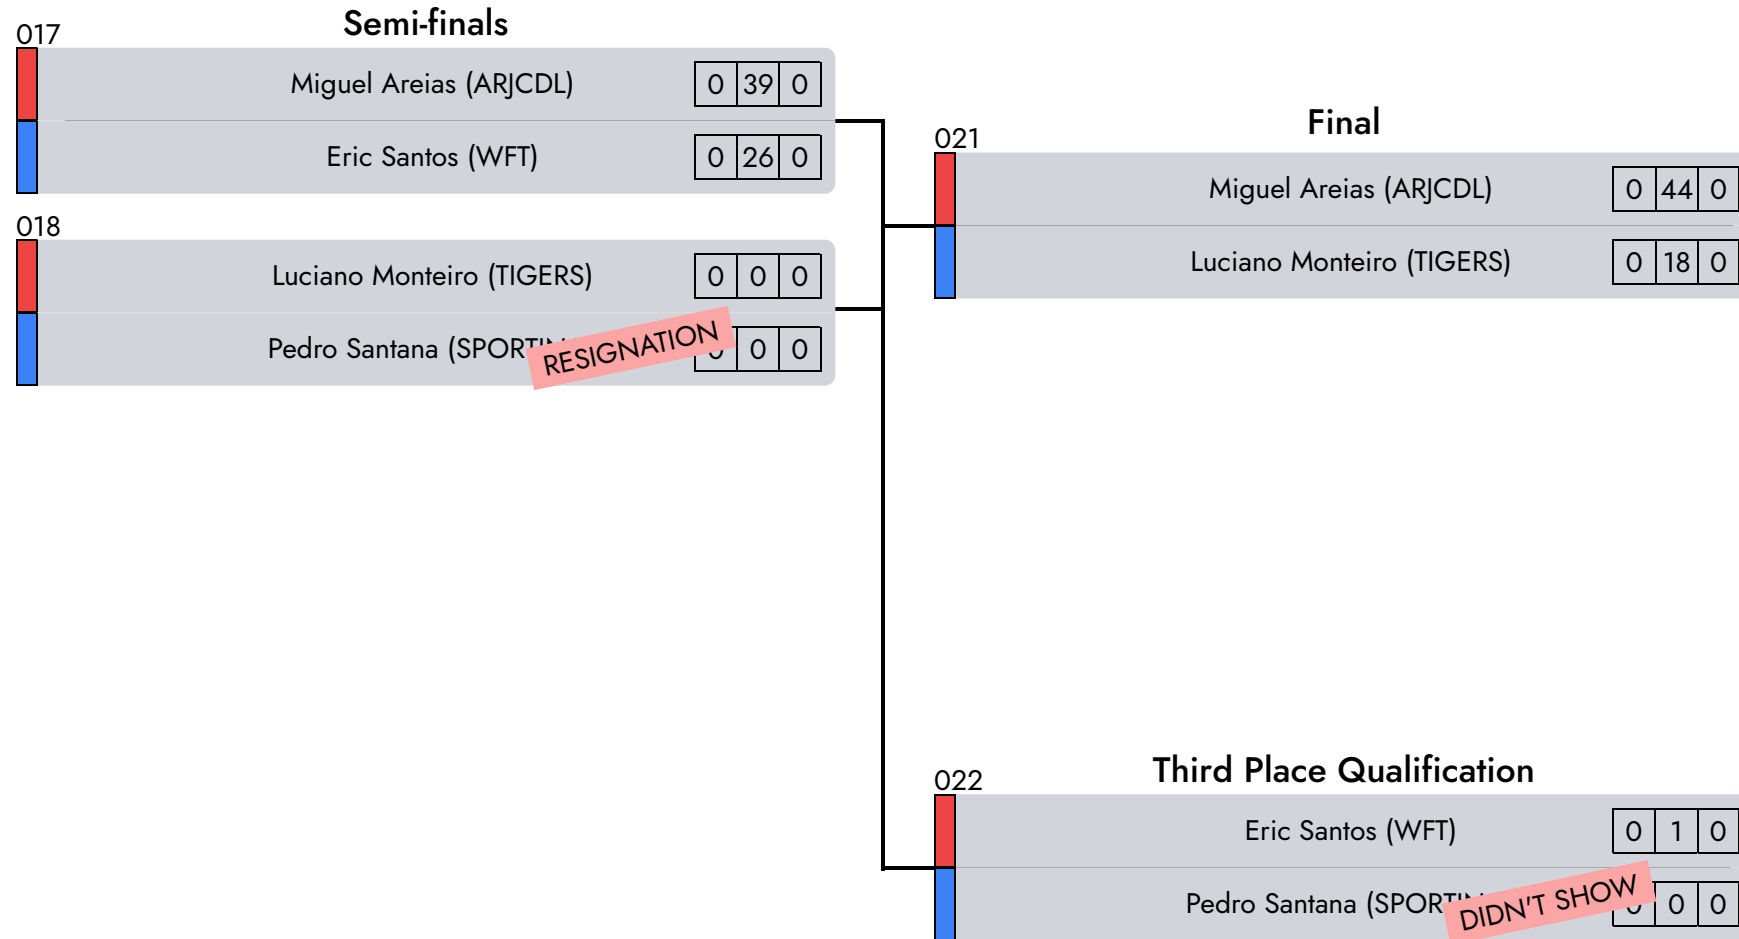 Semi-finals
017
Miguel Areias (ARJCDL) 0 39 0
Eric Santos (WFT) 0 26 0
018
Luciano Monteiro (TIGERS) 0 0 0
Pedro Santana 0 0
RESIGNATION
Final
021
Miguel Areias (ARJCDL) 0 44 0
Luciano Monteiro (TIGERS) 0 18 0
Third Place Qualification
022
Eric Santos (WFT) 0 1 0
Pedro Santana 0 0
DIDN'T SHOW